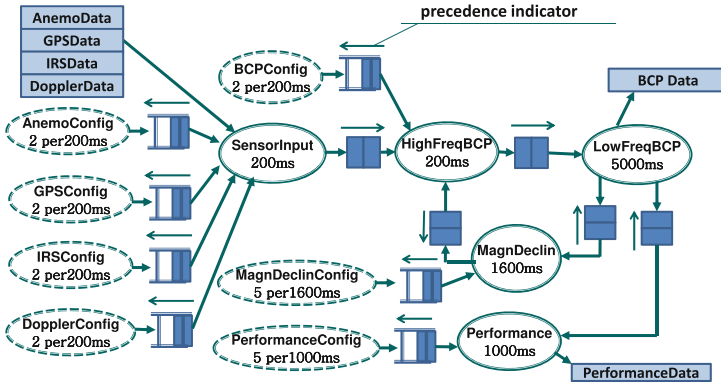 AnemoData
GPSData
IRSData
DopplerData
precedence indicator
BCPConfig
2 per200ms
BCP Data
AnemoConfig
2 per200ms
SensorInput
200ms
HighFreqBCP
200ms
LowFreqBCP
5000ms
GPSConfig
2 per200ms
IRSConfig
2 per200ms
MagnDeclin
1600ms
MagnDeclinConfig
5 per1600ms
DopplerConfig
2 per200ms
PerformanceConfig
5 per1000ms
Performance
1000ms
PerformanceData